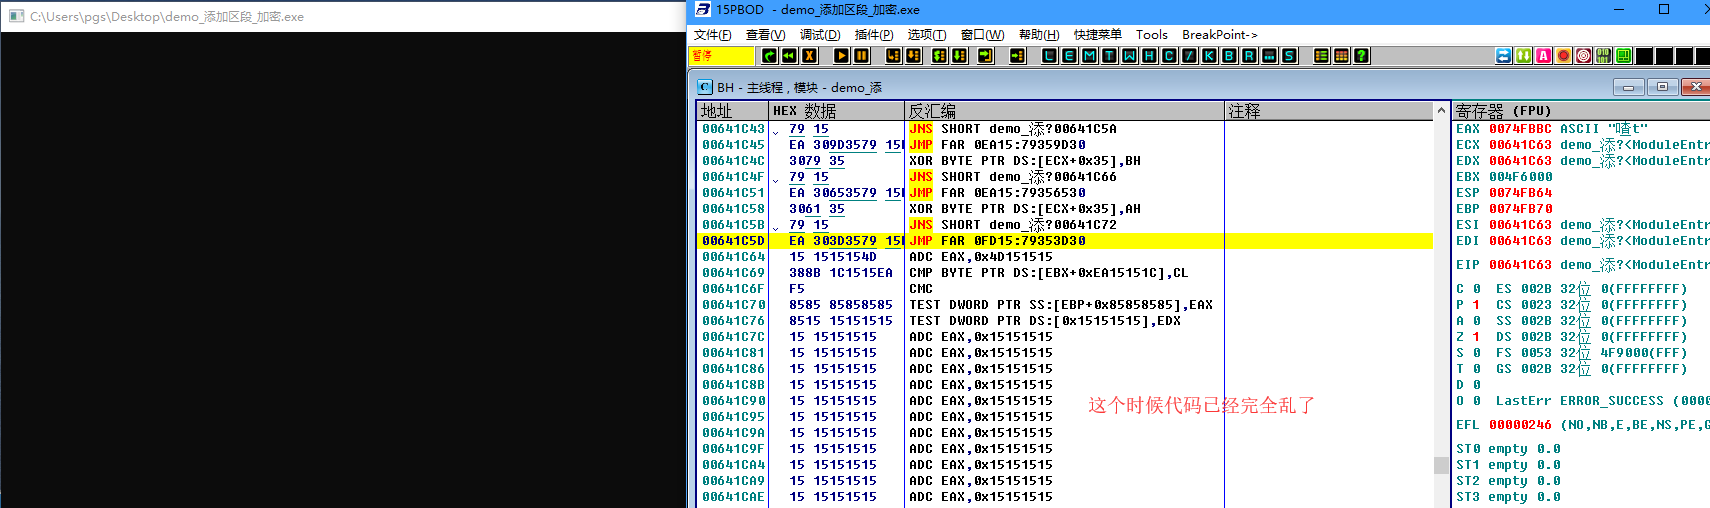 C:\Users\pgs\Desktop\demo_添加区段_加密.exe
15PBOD - demo_添加区段_加密.exe
文件(F) 查看(V) 调试(D) 插件(P) 选项(T) 窗口(W) 帮助(H) 快捷菜单 Tools BreakPoint->
暂停 L E M T W H C / K B R ... S
BH - 主线程, 模块 - demo_添
地址 HEX 数据 反汇编 注释 寄存器 (FPU)
00641C43 79 15 JNS SHORT demo_添?00641C5A EAX 0074FBBC ASCII "喳t"
00641C45 EA 309D3579 15 JMP FAR 0EA15:79359D30 ECX 00641C63 demo_添?<ModuleEntr
00641C4C 3079 35 XOR BYTE PTR DS:[ECX+0x35],BH EDX 00641C63 demo_添?<ModuleEntr
00641C4F 79 15 JNS SHORT demo_添?00641C66 EBX 004F6000
00641C51 EA 30653579 15 JMP FAR 0EA15:79356530 ESP 0074FB64
00641C58 3061 35 XOR BYTE PTR DS:[ECX+0x35],AH EBP 0074FB70
00641C5B 79 15 JNS SHORT demo_添?00641C72 ESI 00641C63 demo_添?<ModuleEntr
00641C5D EA 303D3579 15 JMP FAR 0FD15:79353D30 EDI 00641C63 demo_添?<ModuleEntr
00641C64 15 1515154D ADC EAX,0x4D151515
EIP 00641C63 demo_添?<ModuleEntr
00641C69 388B 1C1515EA CMP BYTE PTR DS:[EBX+0xEA15151C],CL
00641C6F F5 CMC C 0 ES 002B 32位 0(FFFFFFFF)
00641C70 8585 85858585 TEST DWORD PTR SS:[EBP+0x85858585],EAX P 1 CS 0023 32位 0(FFFFFFFF)
00641C76 8515 15151515 TEST DWORD PTR DS:[0x15151515],EDX A 0 SS 002B 32位 0(FFFFFFFF)
00641C7C 15 15151515 ADC EAX,0x15151515 Z 1 DS 002B 32位 0(FFFFFFFF)
00641C81 15 15151515 ADC EAX,0x15151515 S 0 FS 0053 32位 4F9000(FFF)
00641C86 15 15151515 ADC EAX,0x15151515 T 0 GS 002B 32位 0(FFFFFFFF)
00641C8B 15 15151515 ADC EAX,0x15151515 D 0
00641C90 15 15151515 ADC EAX,0x15151515 O 0 LastErr ERROR_SUCCESS (0000
这个时候代码已经完全乱了
00641C95 15 15151515 ADC EAX,0x15151515
EFL 00000246 (NO,NB,E,BE,NS,PE,G
00641C9A 15 15151515 ADC EAX,0x15151515
00641C9F 15 15151515 ADC EAX,0x15151515 ST0 empty 0.0
00641CA4 15 15151515 ADC EAX,0x15151515 ST1 empty 0.0
00641CA9 15 15151515 ADC EAX,0x15151515 ST2 empty 0.0
00641CAE 15 15151515 ADC EAX,0x15151515 ST3 empty 0.0